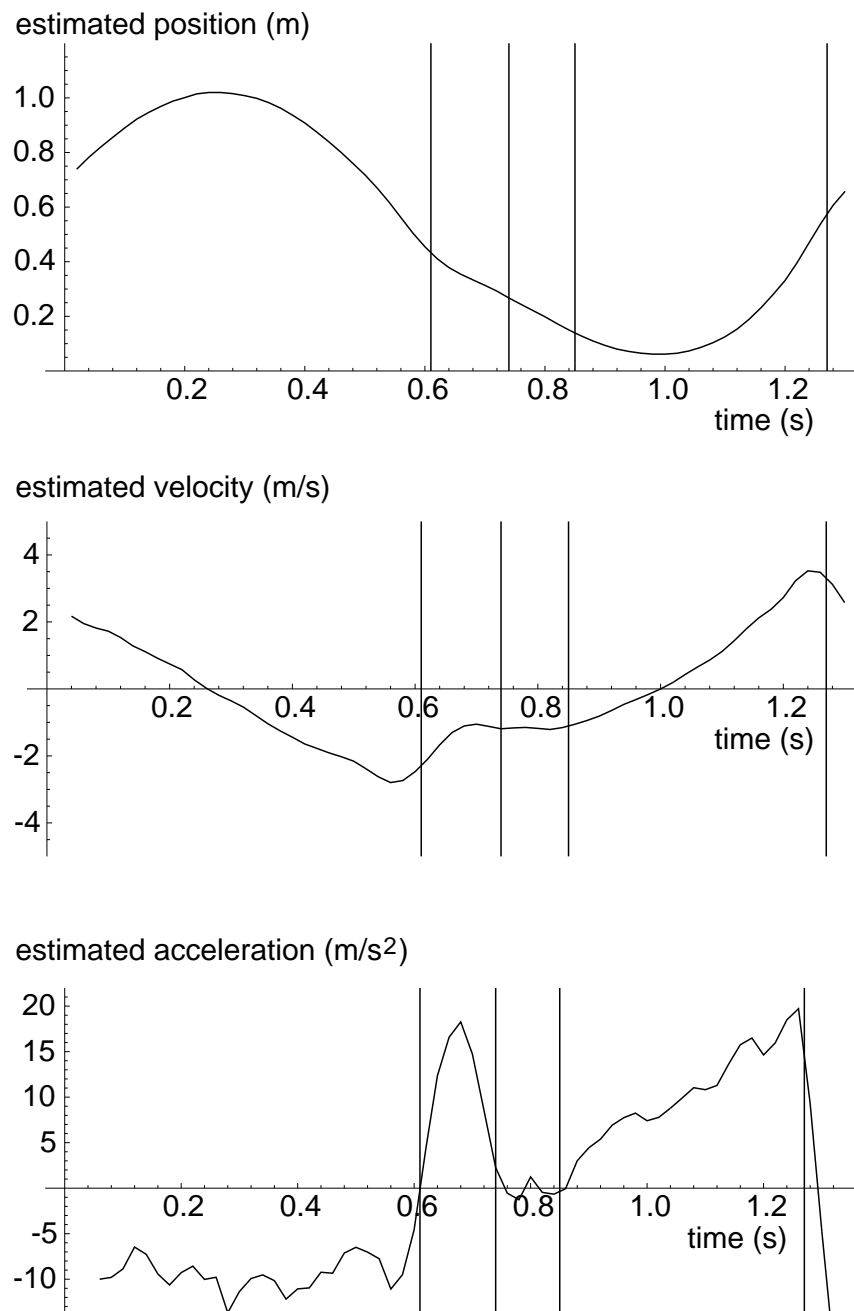 estimated position (m)
1.0
0.8
0.6
0.4
0.2
0.2 0.4 0.6 0.8 1.0 1.2
time (s)
estimated velocity (m/s)
4
2
0.2 0.4 0.6 0.8 1.0 1.2
time (s)
-2
-4
estimated acceleration (m/s²)
20
15
10
5
0.2 0.4 0.6 0.8 1.0 1.2
time (s)
-5
-10